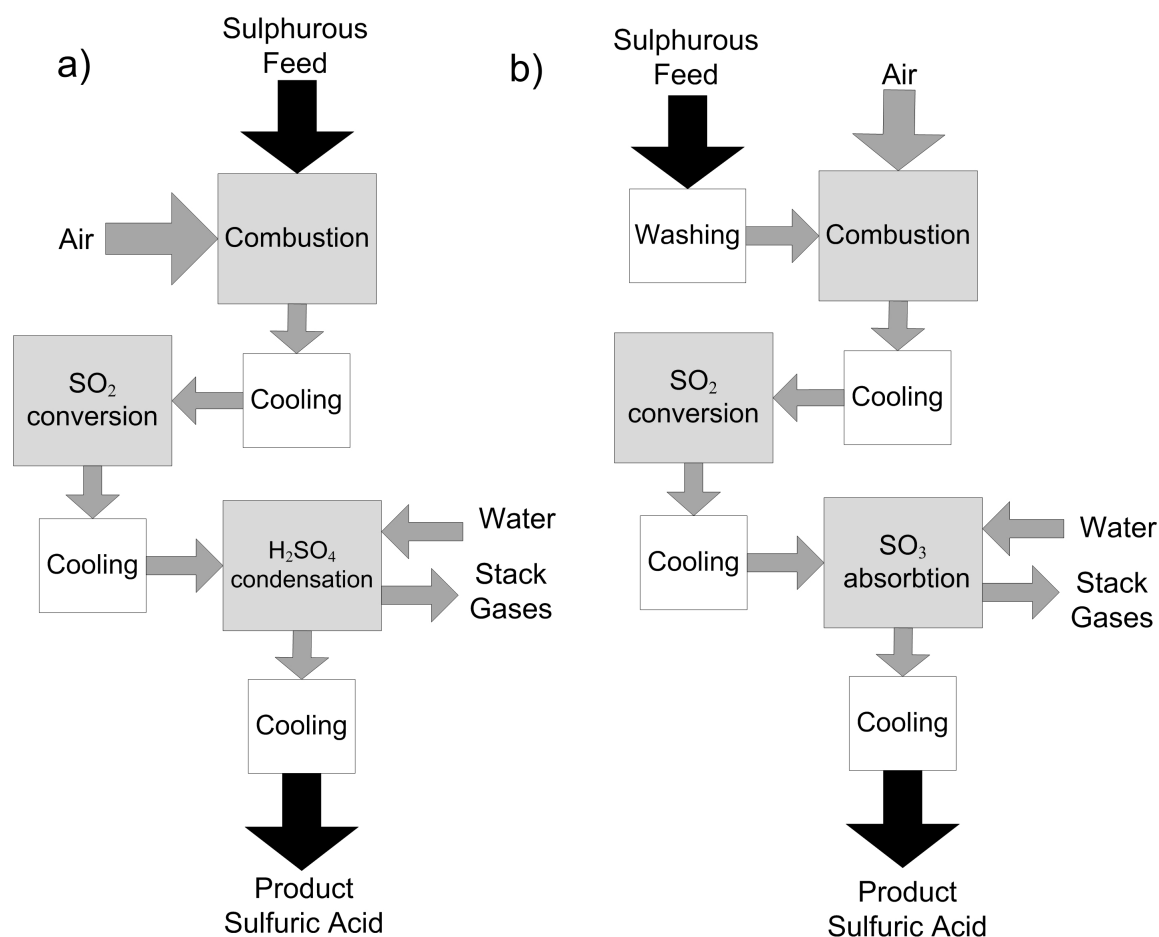 a)
Sulphurous
Feed
Air
Combustion
Cooling
SO₂
conversion
Cooling
H₂SO₄
condensation
Water
Stack
Gases
Cooling
Product
Sulfuric Acid
b)
Sulphurous
Feed
Air
Washing
Combustion
Cooling
SO₂
conversion
Cooling
SO₃
absorbtion
Water
Stack
Gases
Cooling
Product
Sulfuric Acid